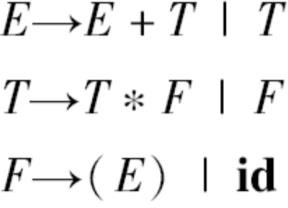 E→E + T | T
T→T * F | F
F→( E ) | id